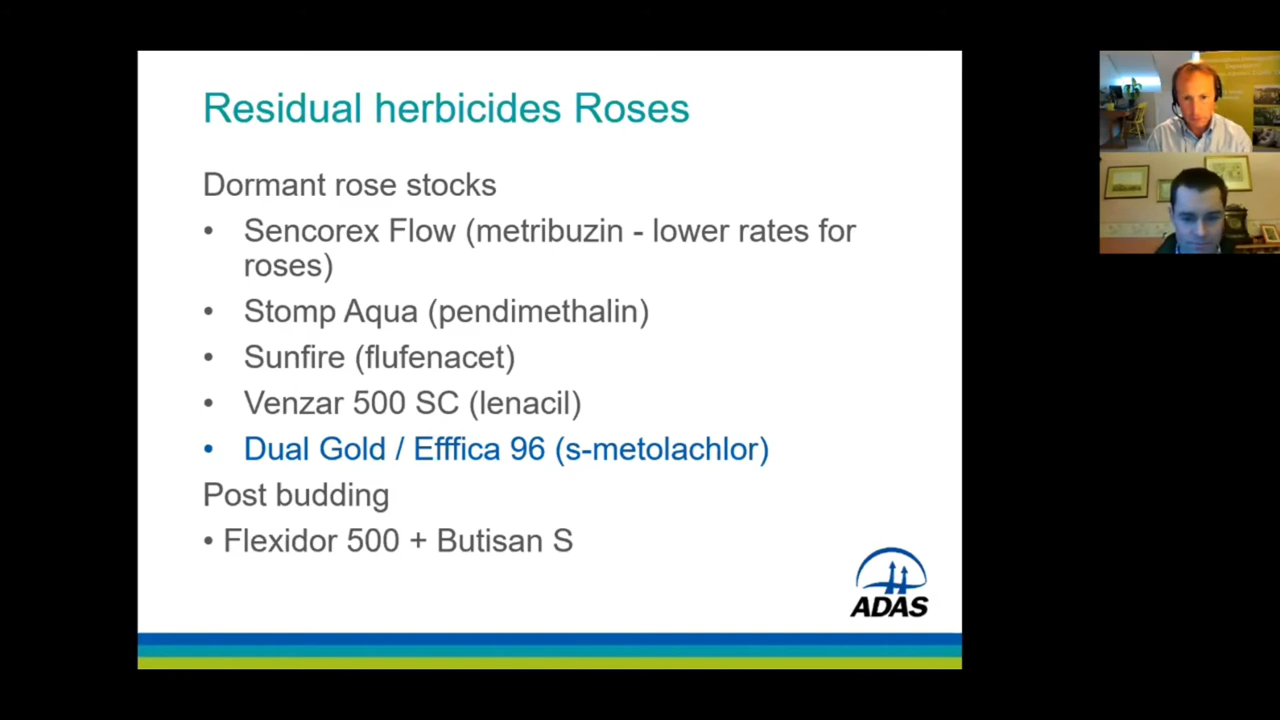 Residual herbicides Roses
Dormant rose stocks
• Sencorex Flow (metribuzin - lower rates for
roses)
• Stomp Aqua (pendimethalin)
• Sunfire (flufenacet)
• Venzar 500 SC (lenacil)
• Dual Gold / Efffica 96 (s-metolachlor)
Post budding
• Flexidor 500 + Butisan S
ADAS